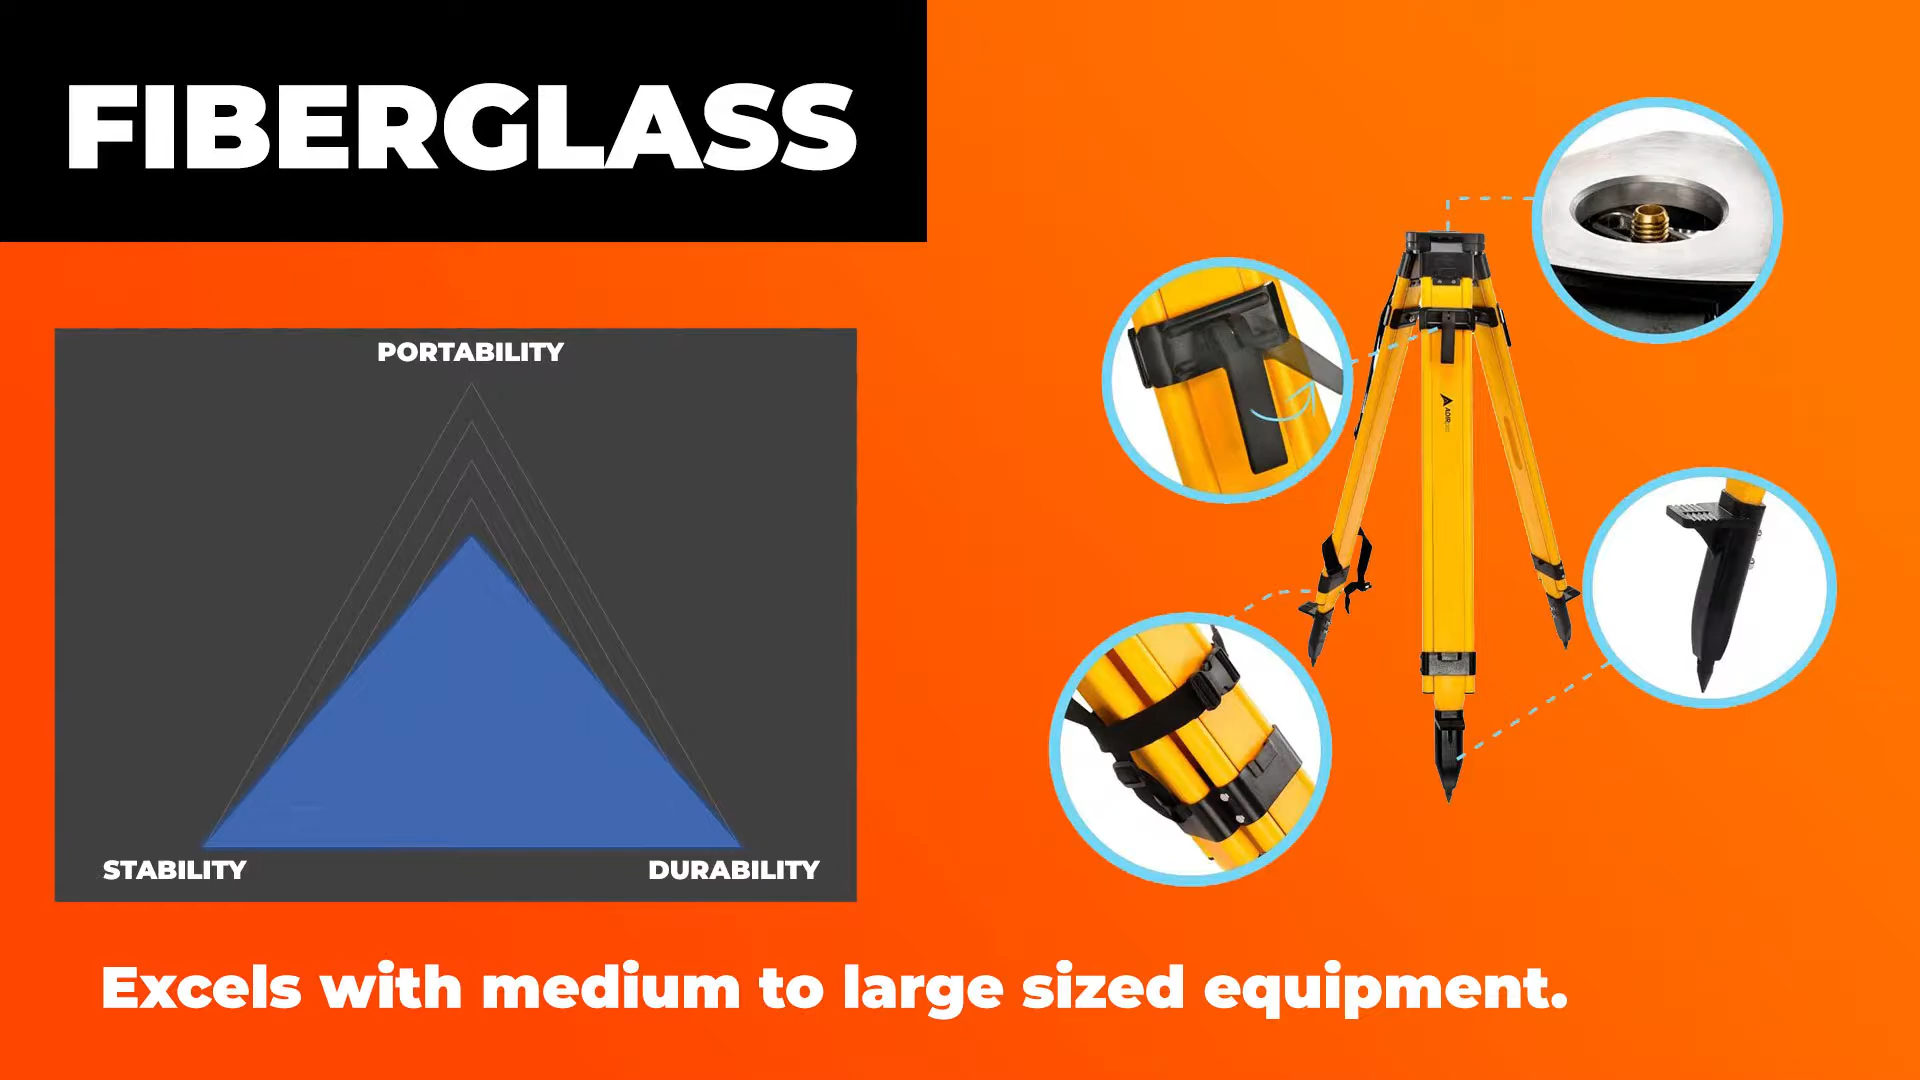 FIBERGLASS
PORTABILITY
STABILITY
DURABILITY
Excels with medium to large sized equipment.